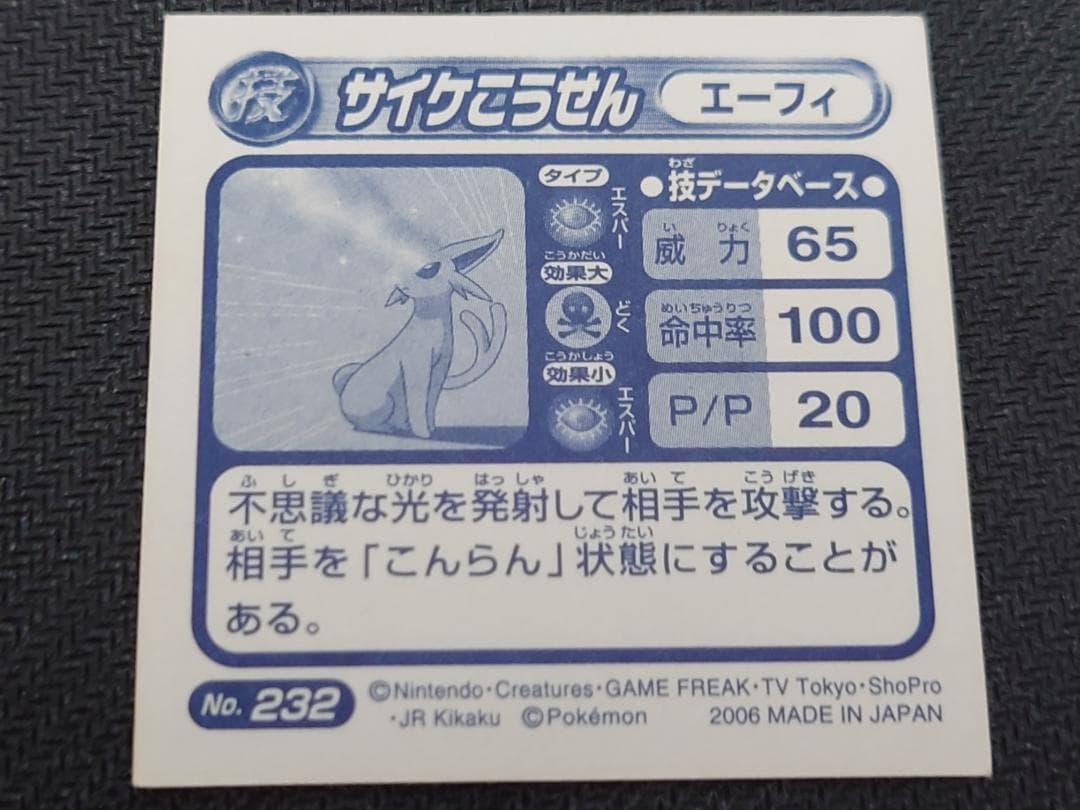 技 サイケこうせん エーフィ
タイプ
エスパー
こうかだい
効果大
どく
こうかしょう
効果小
エスパー
わざ
●技データベース●
い りょく
威力 65
めいちゅうりつ
命中率 100
P/P 20
ふしぎ ひかり はっしゃ あいて こうげき
不思議な光を発射して相手を攻撃する。
あいて じょうたい
相手を「こんらん」状態にすることが
ある。
No. 232
©Nintendo・Creatures・GAME FREAK・TV Tokyo・ShoPro
・JR Kikaku ©Pokémon 2006 MADE IN JAPAN